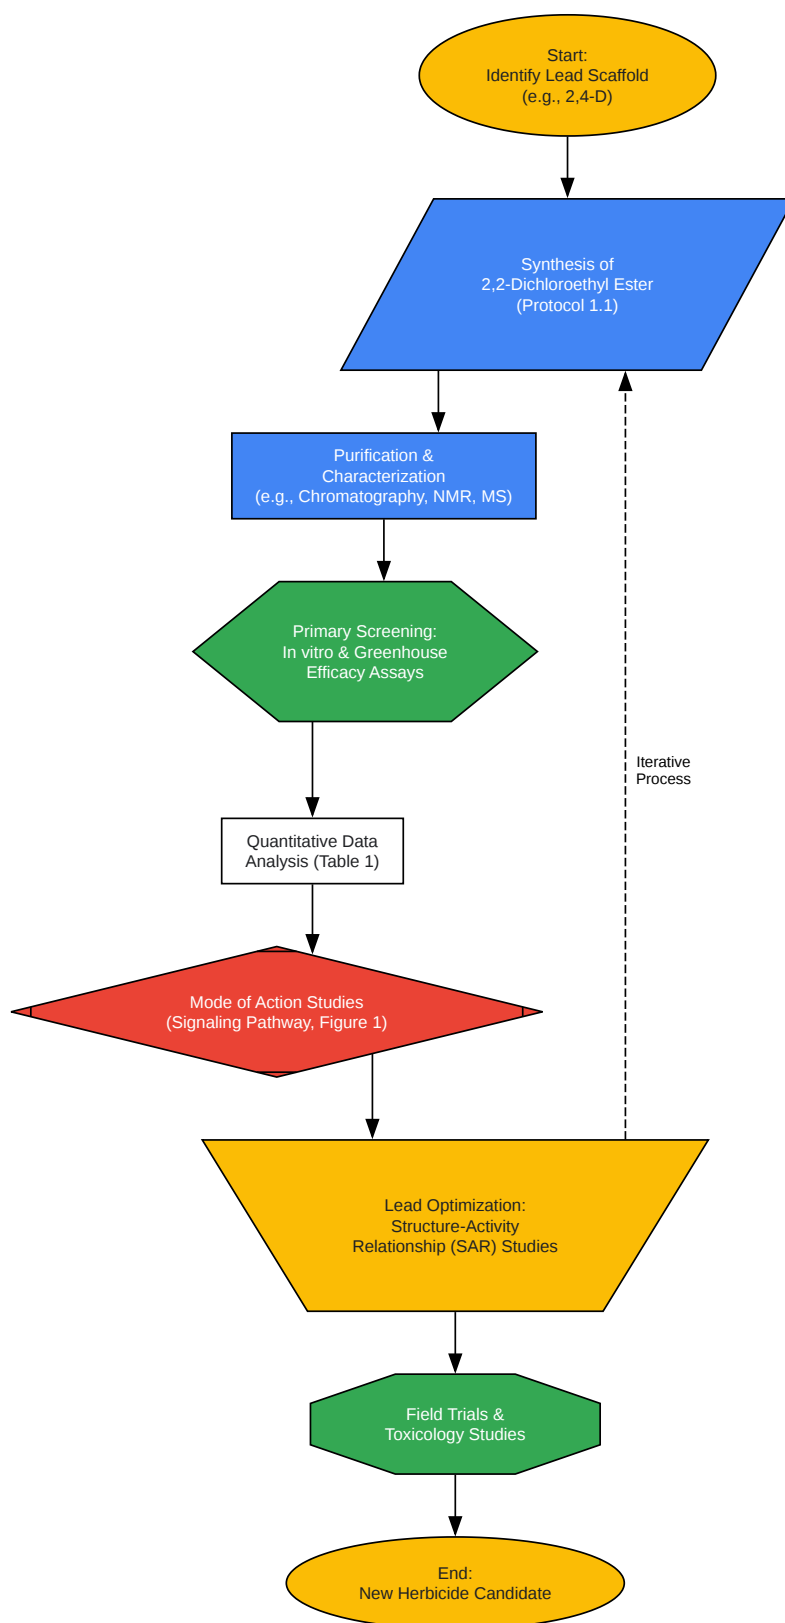 Start:
Identify Lead Scaffold
(e.g., 2,4-D)
Synthesis of
2,2-Dichloroethyl Ester
(Protocol 1.1)
Purification &
Characterization
(e.g., Chromatography, NMR, MS)
Primary Screening:
In vitro & Greenhouse
Efficacy Assays
Iterative
Process
Quantitative Data
Analysis (Table 1)
Mode of Action Studies
(Signaling Pathway, Figure 1)
Lead Optimization:
Structure-Activity
Relationship (SAR) Studies
Field Trials &
Toxicology Studies
End:
New Herbicide Candidate